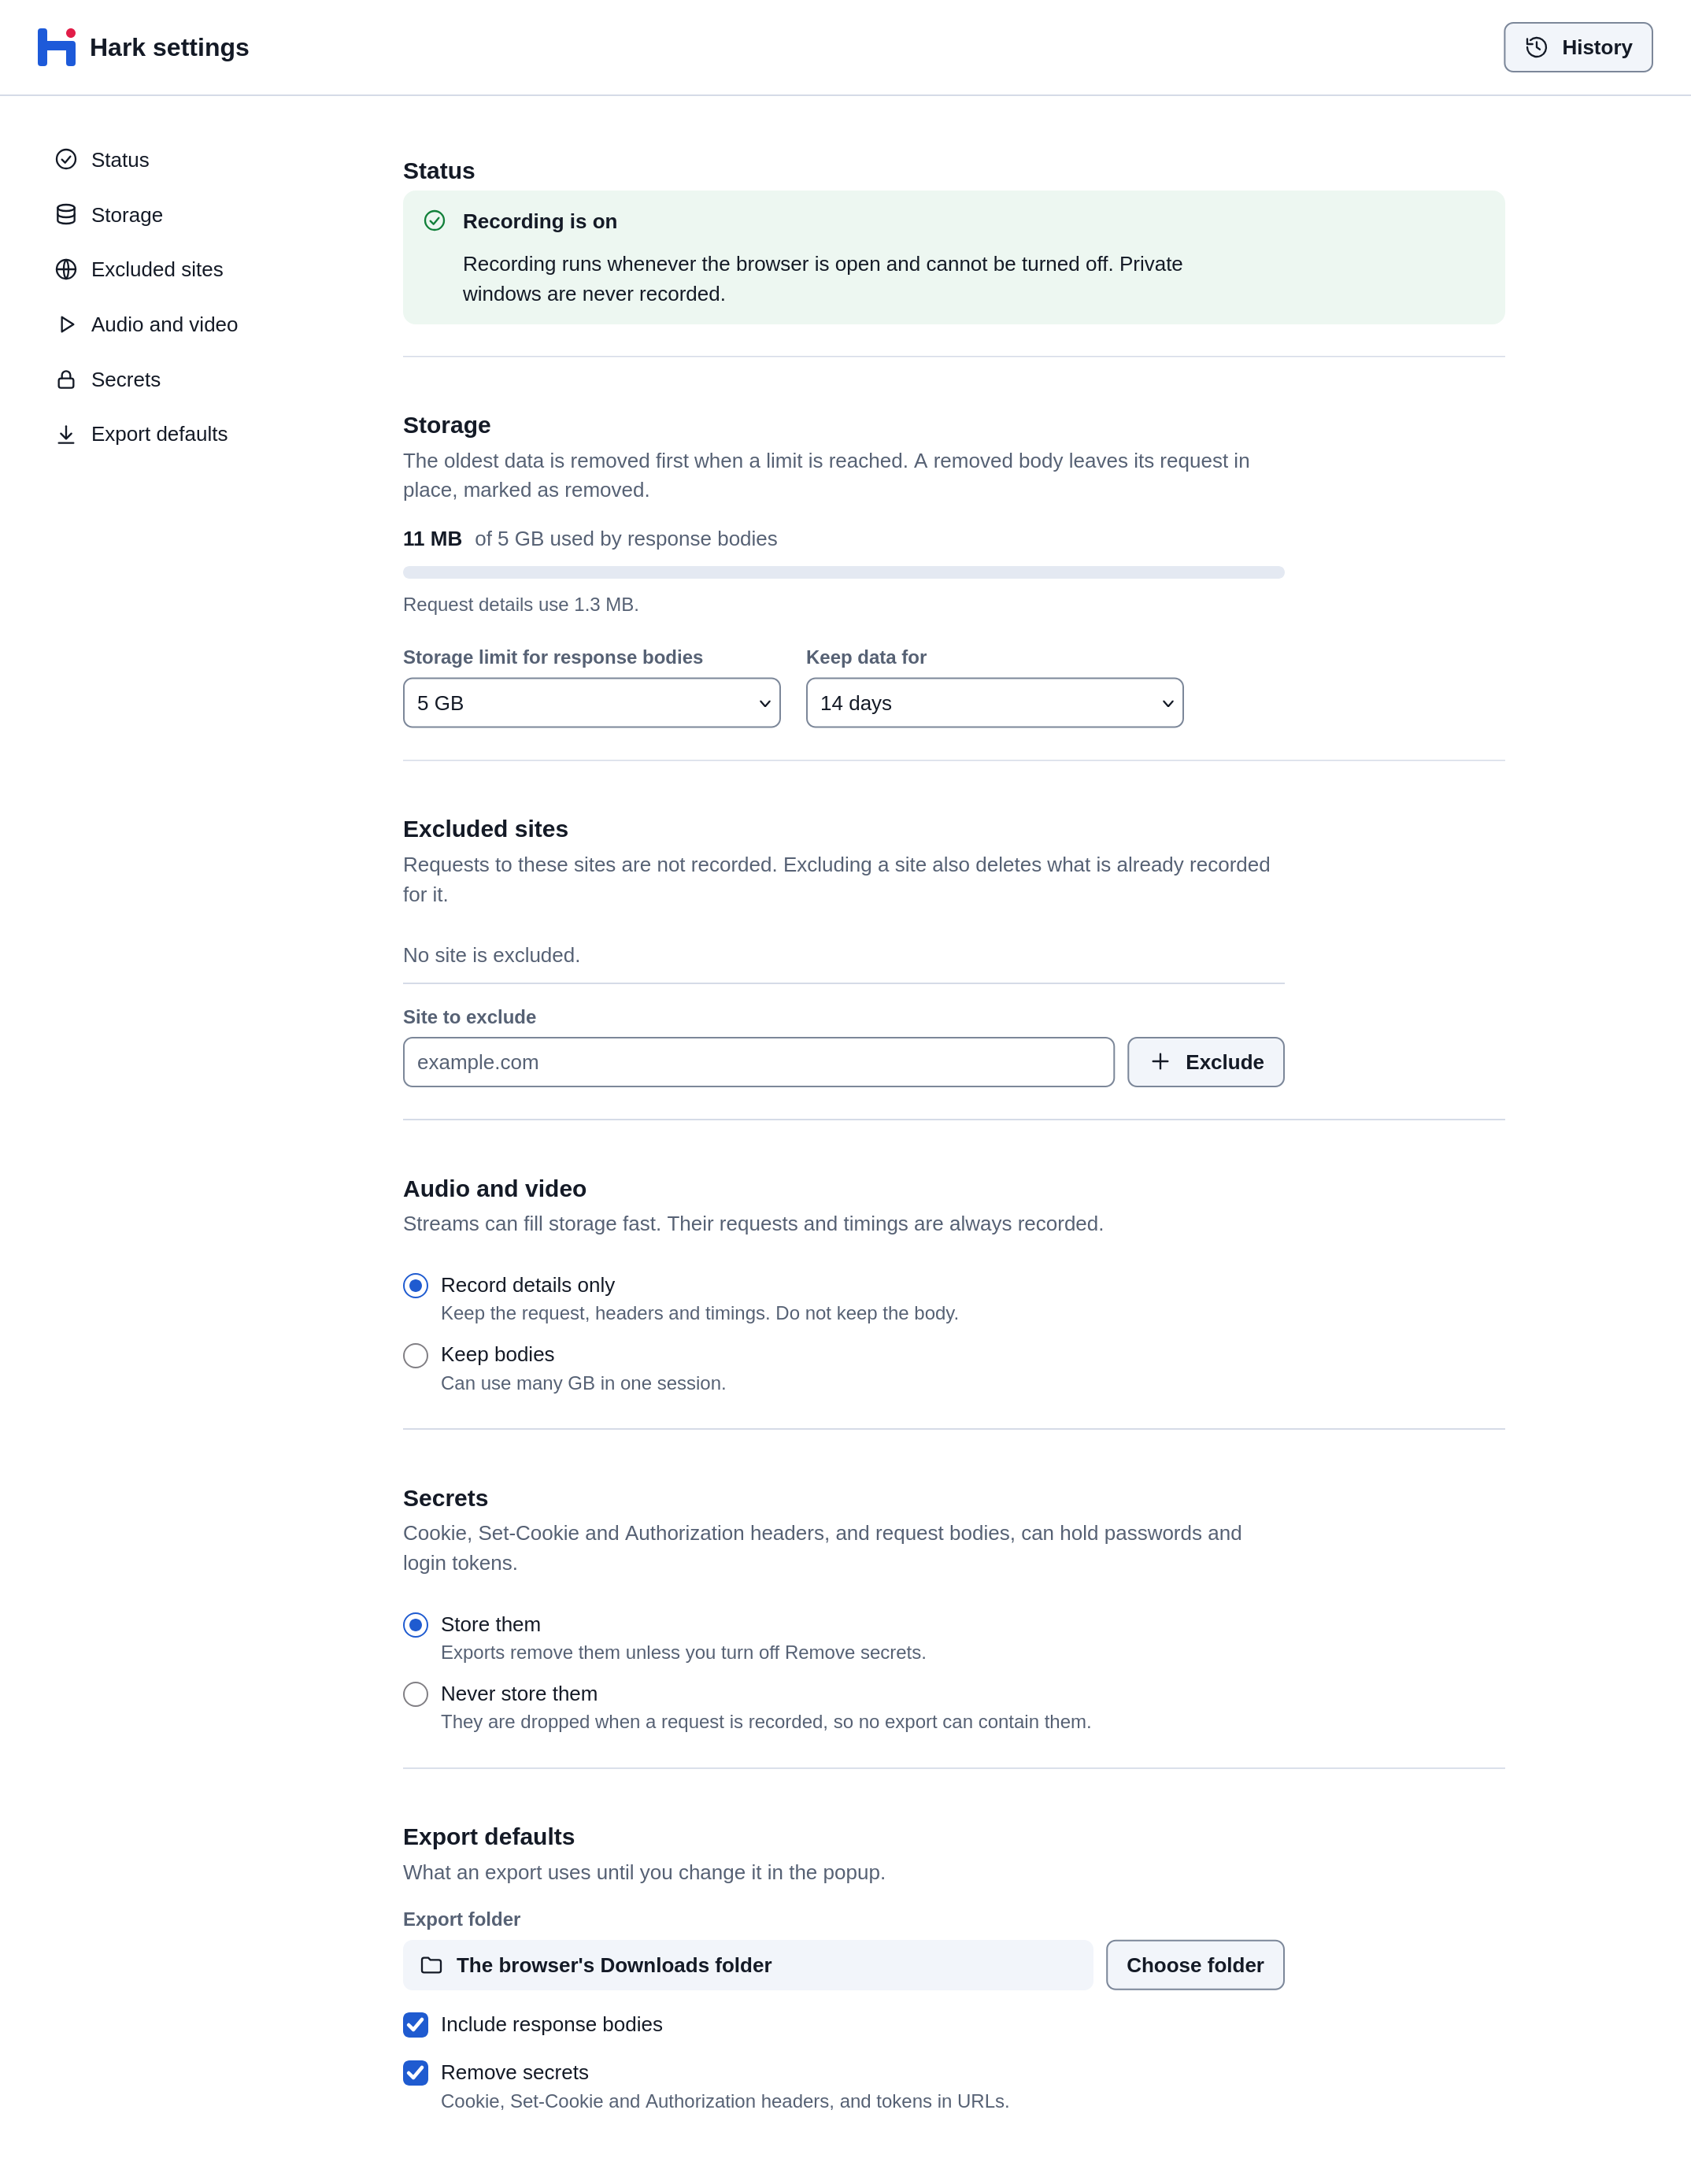 Hark settings
History
Status
Storage
Excluded sites
Audio and video
Secrets
Export defaults
Status
Recording is on
Recording runs whenever the browser is open and cannot be turned off. Private
windows are never recorded.
Storage
The oldest data is removed first when a limit is reached. A removed body leaves its request in
place, marked as removed.
11 MB of 5 GB used by response bodies
Request details use 1.3 MB.
Storage limit for response bodies
Keep data for
5 GB
14 days
Excluded sites
Requests to these sites are not recorded. Excluding a site also deletes what is already recorded
for it.
No site is excluded.
Site to exclude
example.com
Exclude
Audio and video
Streams can fill storage fast. Their requests and timings are always recorded.
Record details only
Keep the request, headers and timings. Do not keep the body.
Keep bodies
Can use many GB in one session.
Secrets
Cookie, Set-Cookie and Authorization headers, and request bodies, can hold passwords and
login tokens.
Store them
Exports remove them unless you turn off Remove secrets.
Never store them
They are dropped when a request is recorded, so no export can contain them.
Export defaults
What an export uses until you change it in the popup.
Export folder
The browser's Downloads folder
Choose folder
Include response bodies
Remove secrets
Cookie, Set-Cookie and Authorization headers, and tokens in URLs.